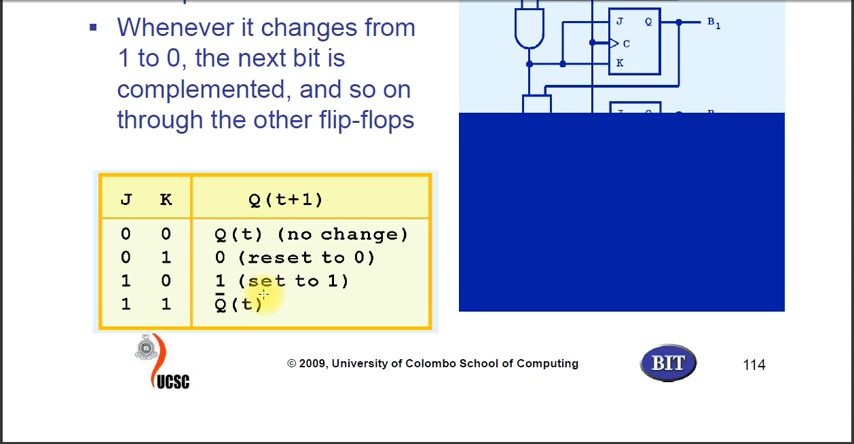 ▪ Whenever it changes from
1 to 0, the next bit is
complemented, and so on
through the other flip-flops
J Q B₁
C
K
J K Q(t+1)
0 0 Q(t) (no change)
0 1 0 (reset to 0)
1 0 1 (set to 1)
1 1 Q̅(t)
UCSC
© 2009, University of Colombo School of Computing
BIT
114